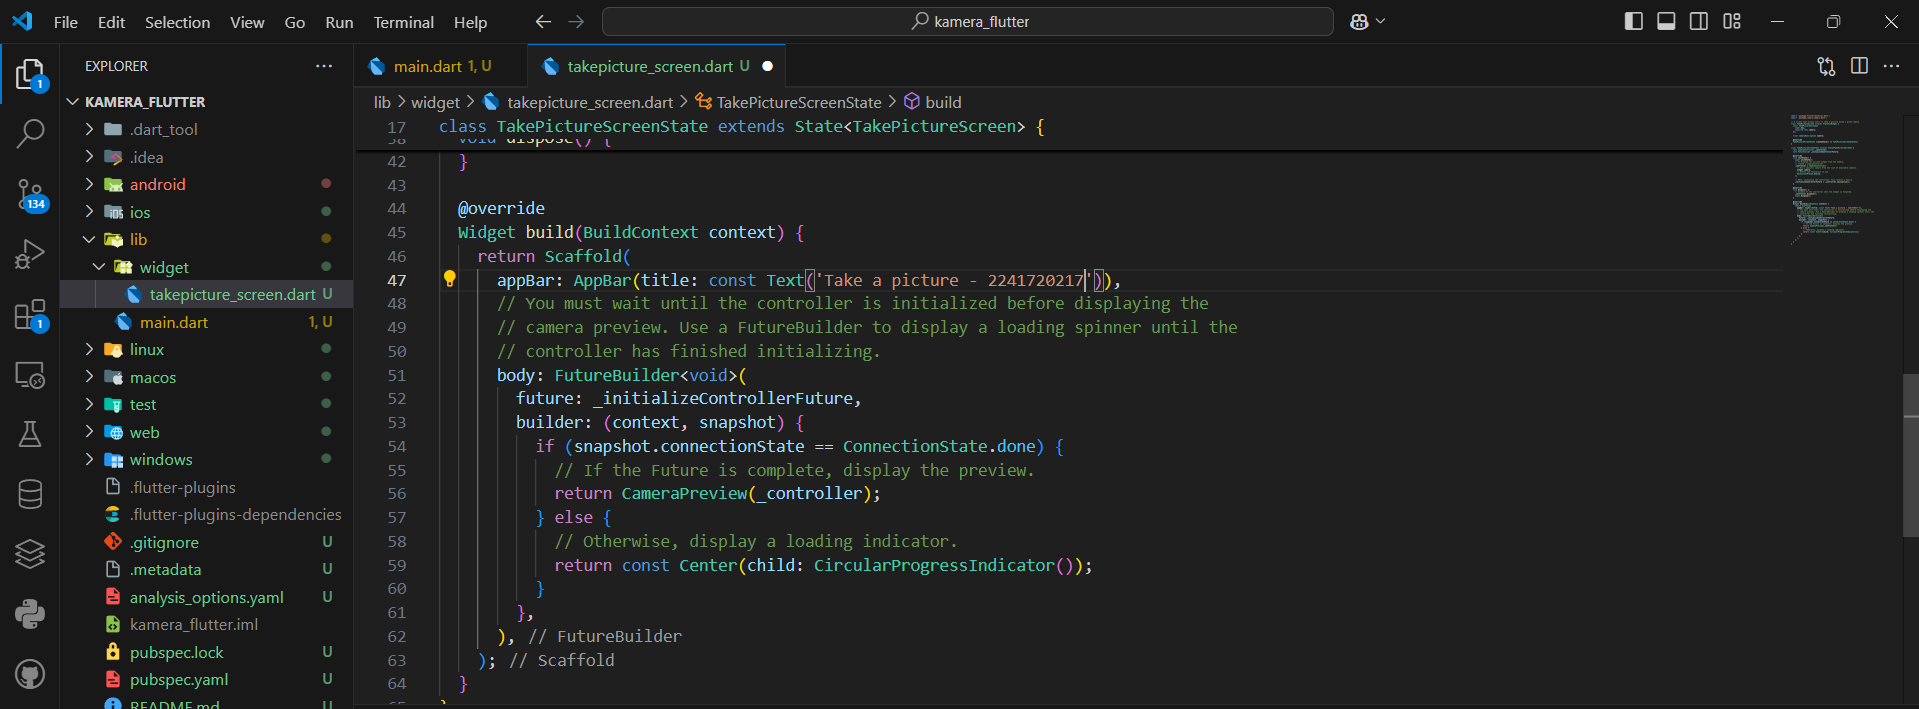 File Edit Selection View Go Run Terminal Help
kamera_flutter
EXPLORER
main.dart 1, U
takepicture_screen.dart U
KAMERA_FLUTTER
lib > widget > takepicture_screen.dart > TakePictureScreenState > build
.dart_tool
.idea
android
ios
lib
widget
takepicture_screen.dart U
main.dart 1, U
linux
macos
test
web
windows
.flutter-plugins
.flutter-plugins-dependencies
.gitignore U
.metadata U
analysis_options.yaml U
kamera_flutter.iml
pubspec.lock U
pubspec.yaml U
README.md U
1
134
1
17 class TakePictureScreenState extends State<TakePictureScreen> {
38 void dispose() {
42 }
43
44 @override
45 Widget build(BuildContext context) {
46 return Scaffold(
47 appBar: AppBar(title: const Text('Take a picture - 2241720217')),
48 // You must wait until the controller is initialized before displaying the
49 // camera preview. Use a FutureBuilder to display a loading spinner until the
50 // controller has finished initializing.
51 body: FutureBuilder<void>(
52 future: _initializeControllerFuture,
53 builder: (context, snapshot) {
54 if (snapshot.connectionState == ConnectionState.done) {
55 // If the Future is complete, display the preview.
56 return CameraPreview(_controller);
57 } else {
58 // Otherwise, display a loading indicator.
59 return const Center(child: CircularProgressIndicator());
60 }
61 },
62 ), // FutureBuilder
63 ); // Scaffold
64 }